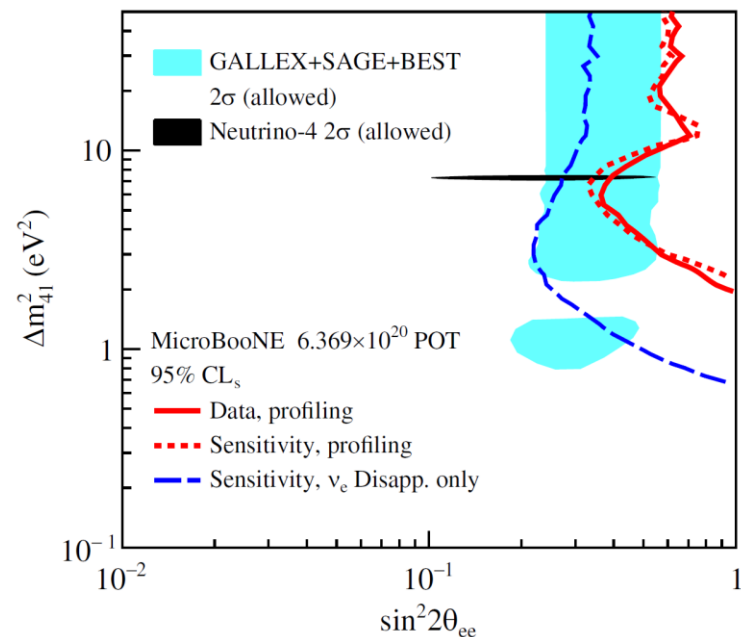 GALLEX+SAGE+BEST
2σ (allowed)
Neutrino-4 2σ (allowed)
10
Δm²₄₁ (eV²)
1
MicroBooNE 6.369×10²⁰ POT
95% CLₛ
Data, profiling
Sensitivity, profiling
Sensitivity, νₑ Disapp. only
10⁻¹
10⁻² 10⁻¹ 1
sin²2θₑₑ